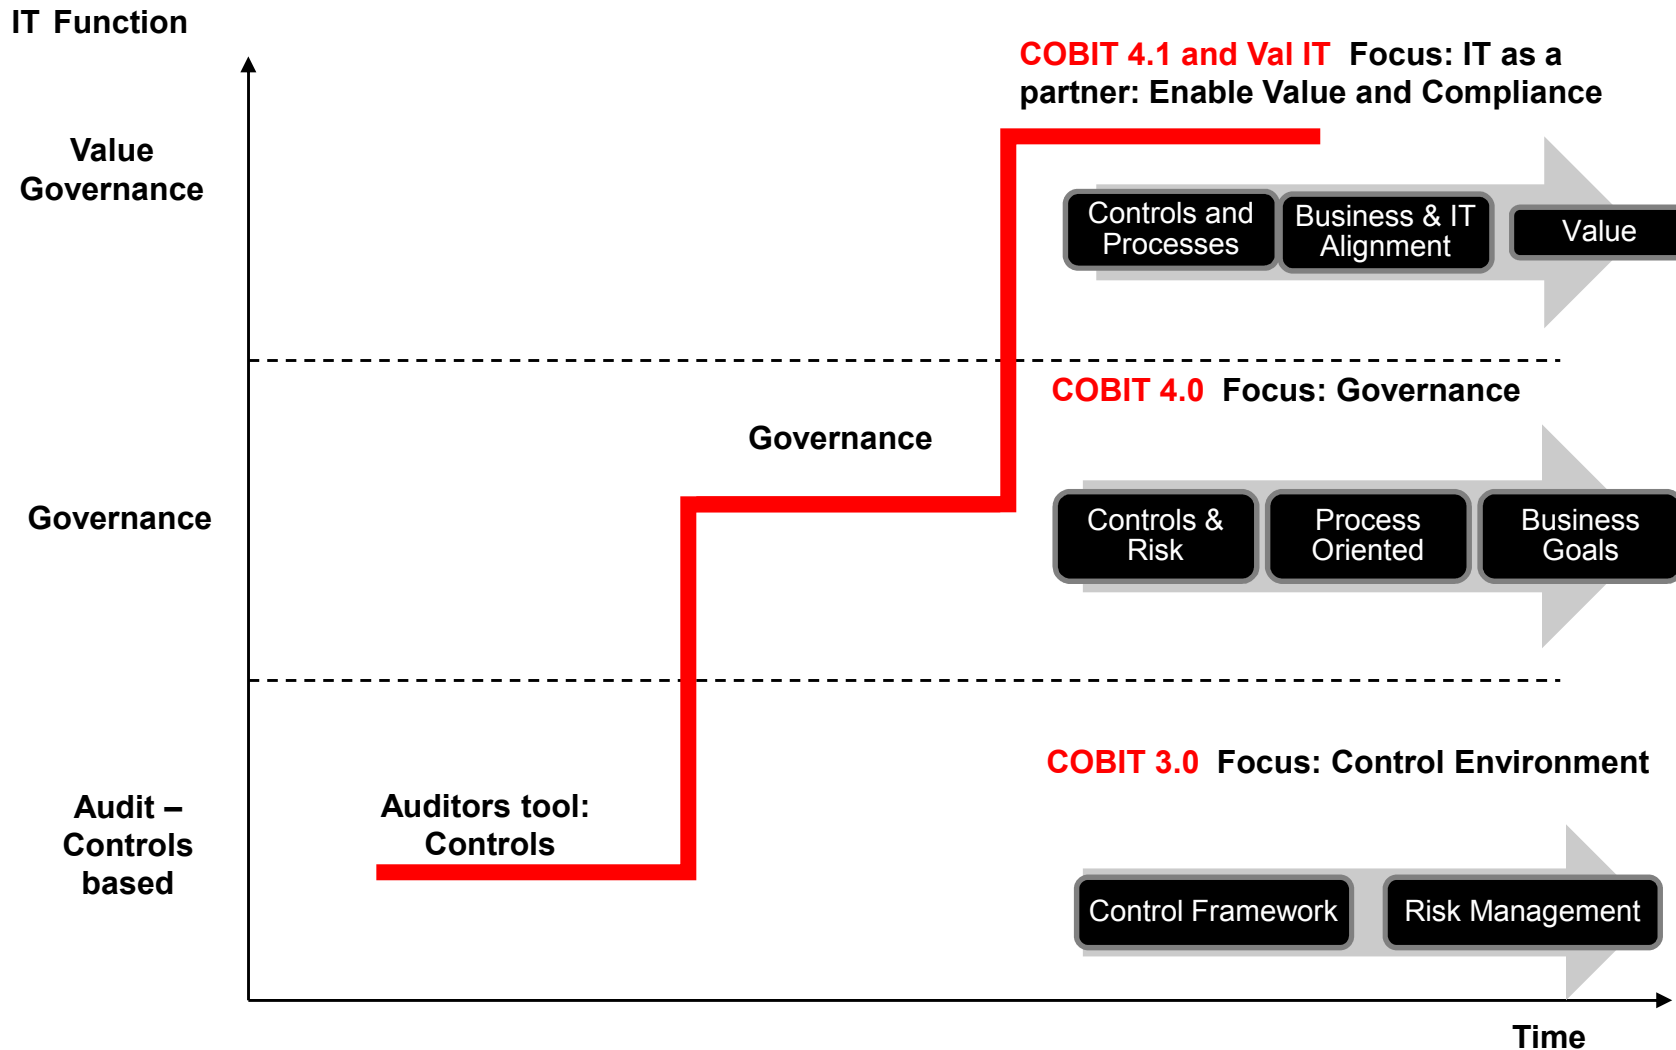 IT Function
COBIT 4.1 and Val IT Focus: IT as a
partner: Enable Value and Compliance
Value
Governance
Controls and
Processes
Business & IT
Alignment
Value
COBIT 4.0 Focus: Governance
Governance
Governance
Controls &
Risk
Process
Oriented
Business
Goals
COBIT 3.0 Focus: Control Environment
Audit –
Controls
based
Auditors tool:
Controls
Control Framework
Risk Management
Time